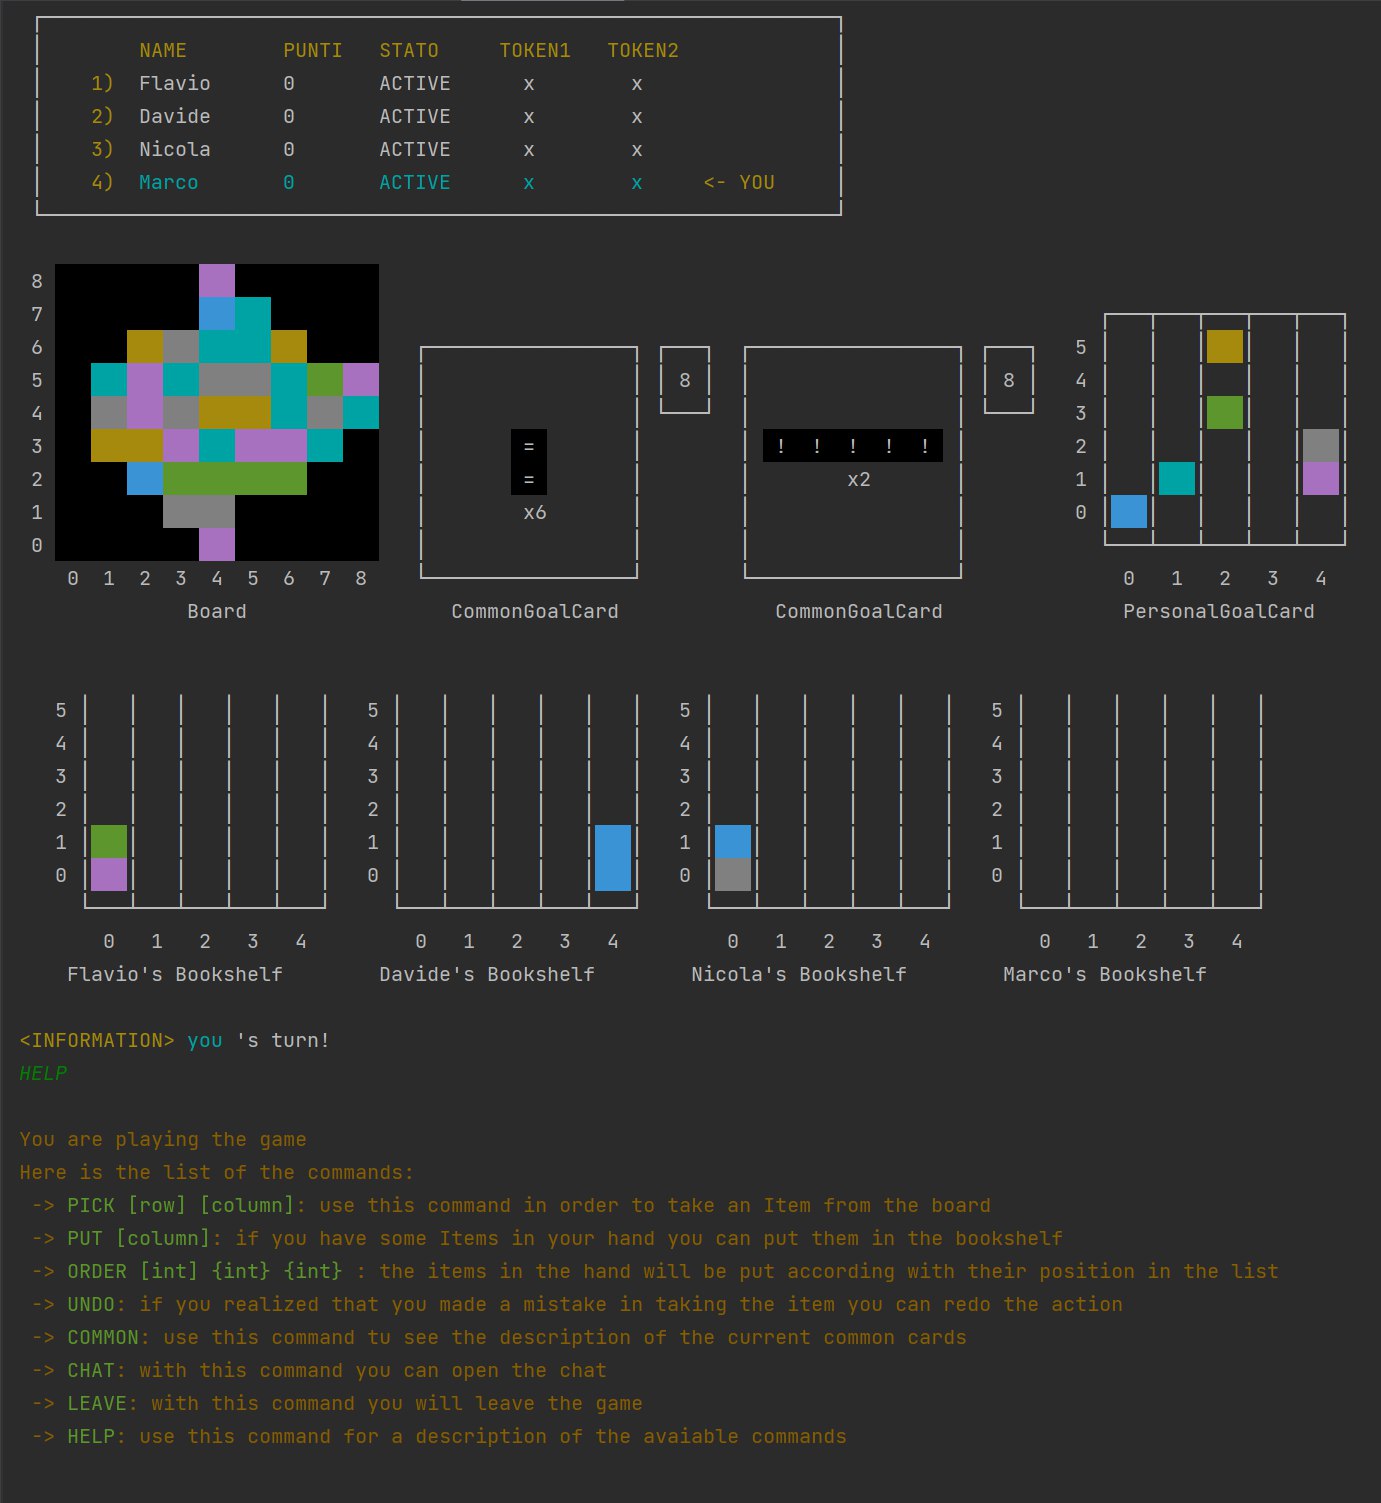 NAME PUNTI STATO TOKEN1 TOKEN2
1) Flavio 0 ACTIVE x x
2) Davide 0 ACTIVE x x
3) Nicola 0 ACTIVE x x
4) Marco 0 ACTIVE x x <- YOU
8
7
6 5
5 8 8 4
4 3
3 = ! ! ! ! ! 2
2 = x2 1
1 x6 0
0
0 1 2 3 4 5 6 7 8 0 1 2 3 4
Board CommonGoalCard CommonGoalCard PersonalGoalCard
5 5 5 5
4 4 4 4
3 3 3 3
2 2 2 2
1 1 1 1
0 0 0 0
0 1 2 3 4 0 1 2 3 4 0 1 2 3 4 0 1 2 3 4
Flavio's Bookshelf Davide's Bookshelf Nicola's Bookshelf Marco's Bookshelf
<INFORMATION> you 's turn!
HELP
You are playing the game
Here is the list of the commands:
-> PICK [row] [column]: use this command in order to take an Item from the board
-> PUT [column]: if you have some Items in your hand you can put them in the bookshelf
-> ORDER [int] {int} {int} : the items in the hand will be put according with their position in the list
-> UNDO: if you realized that you made a mistake in taking the item you can redo the action
-> COMMON: use this command tu see the description of the current common cards
-> CHAT: with this command you can open the chat
-> LEAVE: with this command you will leave the game
-> HELP: use this command for a description of the avaiable commands